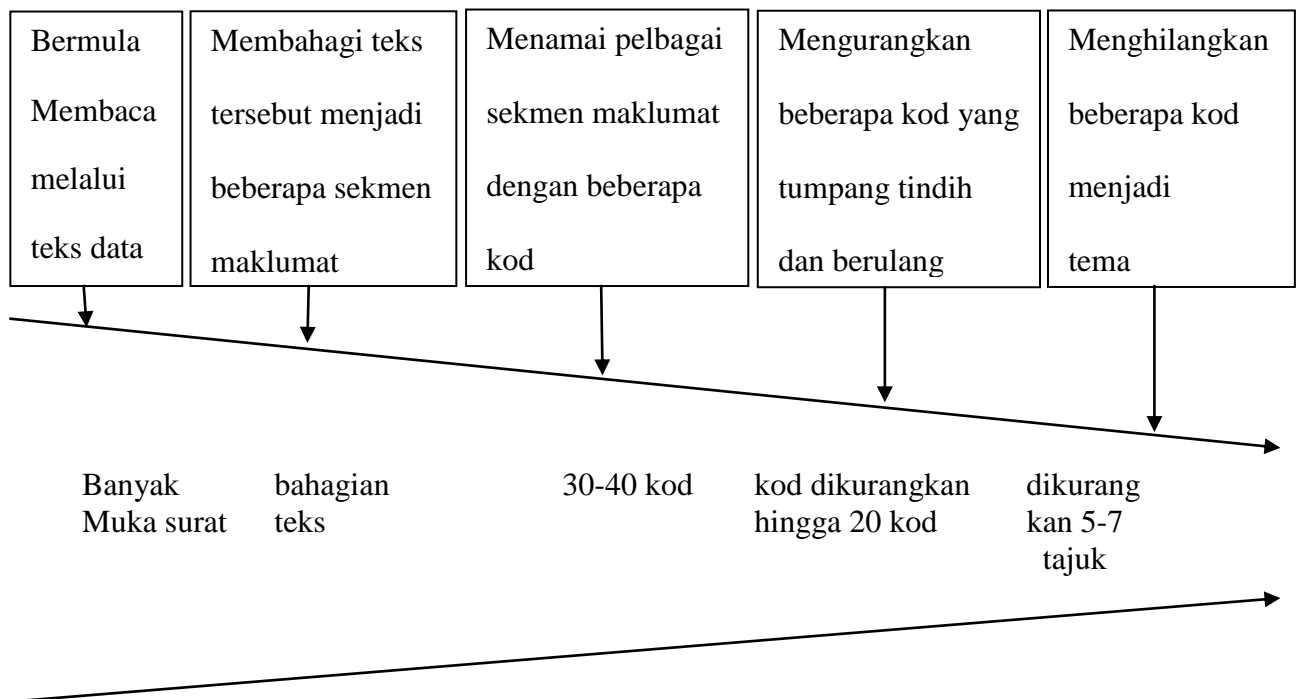 Bermula
Membaca
melalui
teks data
Membahagi teks
tersebut menjadi
beberapa sekmen
maklumat
Menamai pelbagai
sekmen maklumat
dengan beberapa
kod
Mengurangkan
beberapa kod yang
tumpang tindih
dan berulang
Menghilangkan
beberapa kod
menjadi
tema
Banyak
Muka surat
bahagian
teks
30-40 kod
kod dikurangkan
hingga 20 kod
dikurang
kan 5-7
tajuk